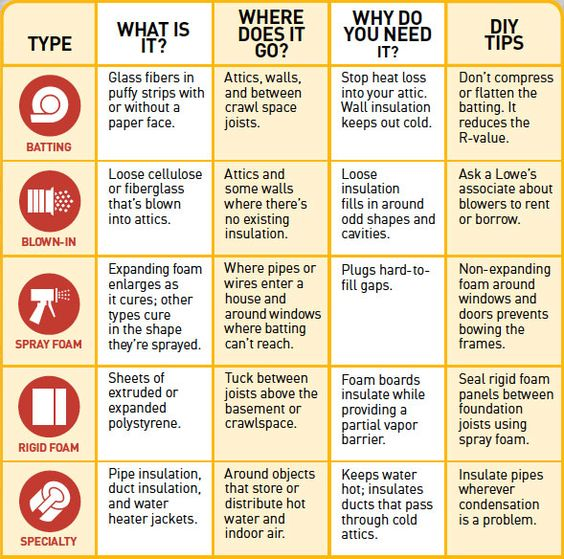 TYPE
WHAT IS
IT?
WHERE
DOES IT
GO?
WHY DO
YOU NEED
IT?
DIY
TIPS
BATTING
Glass fibers in
puffy strips with
or without a
paper face.
Attics, walls,
and between
crawl space
joists.
Stop heat loss
into your attic.
Wall insulation
keeps out cold.
Don't compress
or flatten the
batting. It
reduces the
R-value.
BLOWN-IN
Loose cellulose
or fiberglass
that's blown
into attics.
Attics and
some walls
where there's
no existing
insulation.
Loose
insulation
fills in around
odd shapes and
cavities.
Ask a Lowe's
associate about
blowers to rent
or borrow.
SPRAY FOAM
Expanding foam
enlarges as
it cures; other
types cure
in the shape
they're sprayed.
Where pipes or
wires enter a
house and
around windows
where batting
can't reach.
Plugs hard-to-
fill gaps.
Non-expanding
foam around
windows and
doors prevents
bowing the
frames.
RIGID FOAM
Sheets of
extruded or
expanded
polystyrene.
Tuck between
joists above the
basement or
crawlspace.
Foam boards
insulate while
providing a
partial vapor
barrier.
Seal rigid foam
panels between
foundation
joists using
spray foam.
SPECIALTY
Pipe insulation,
duct insulation,
and water
heater jackets.
Around objects
that store or
distribute hot
water and
indoor air.
Keeps water
hot; insulates
ducts that pass
through cold
attics.
Insulate pipes
wherever
condensation
is a problem.